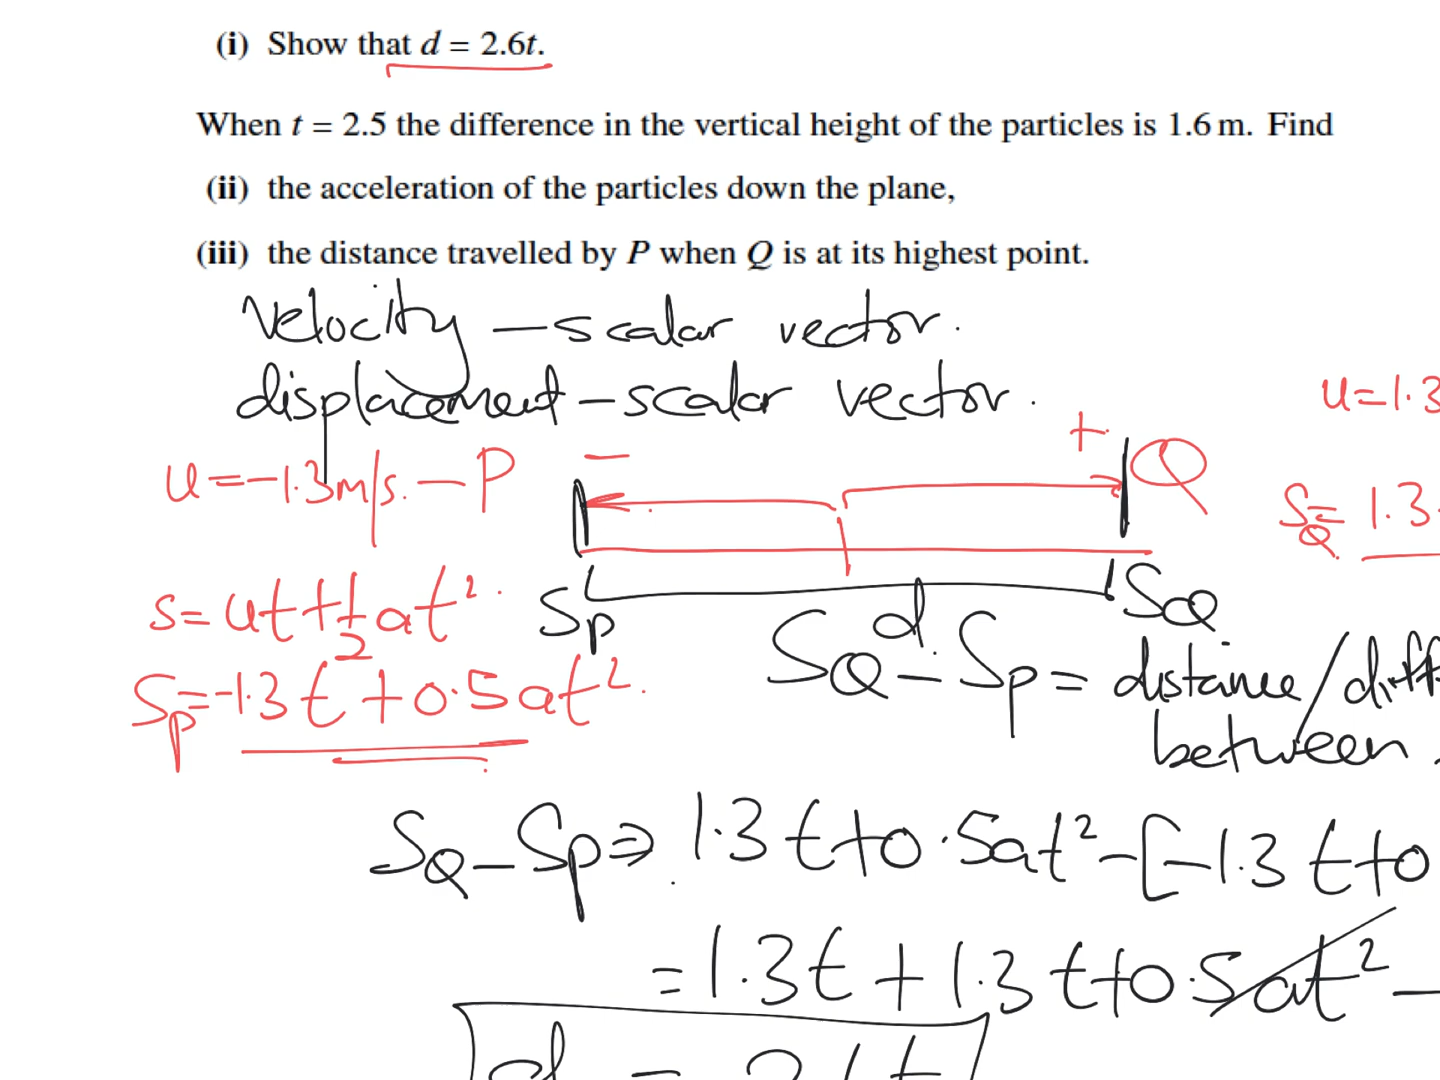 (i) Show that d = 2.6t.
When t = 2.5 the difference in the vertical height of the particles is 1.6 m. Find
(ii) the acceleration of the particles down the plane,
(iii) the distance travelled by P when Q is at its highest point.
Velocity – scalar vector.
displacement – scalar vector.
u=1.3
u=-1.3m/s. – P – + Q
S_Q= 1.3
s=ut+½at². Sp d SQ
Sp=-1.3t+0.5at².
SQ – Sp = distance/diff
between.
SQ – Sp ⇒ 1.3t+0.5at² – [-1.3t+0
= 1.3t + 1.3t+0.5at² –
d = 2.6t